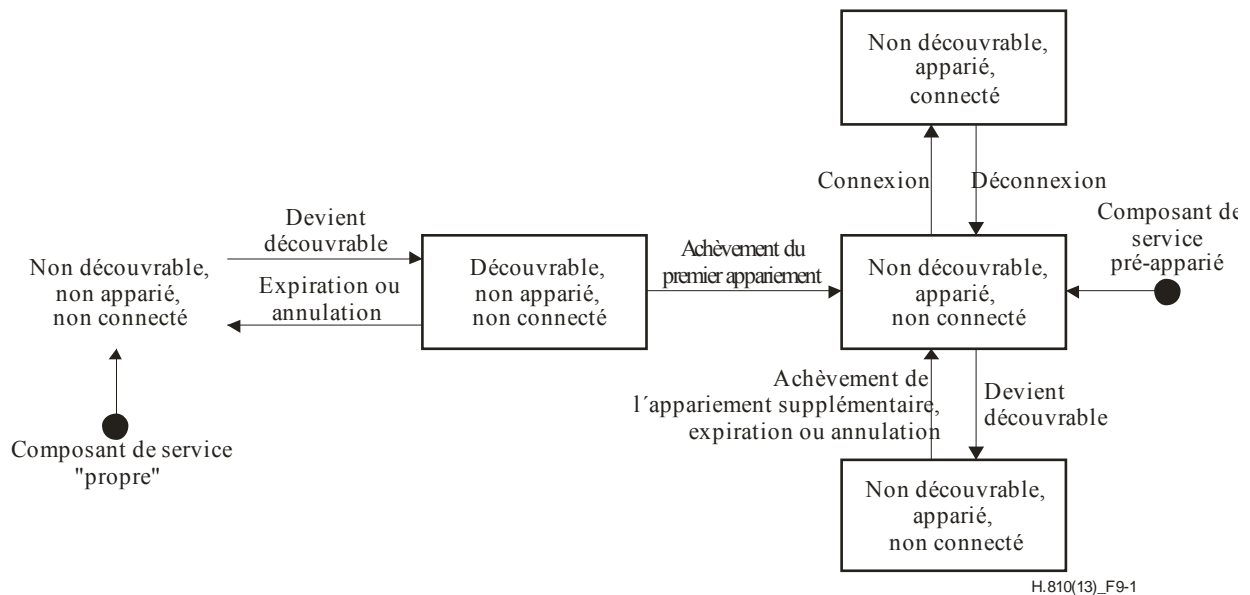 Non découvrable,
apparié,
connecté
Connexion
Déconnexion
Composant de
service
pré-apparié
Devient
découvrable
Achèvement du
premier appariement
Non découvrable,
non apparié,
non connecté
Expiration ou
annulation
Découvrable,
non apparié,
non connecté
Non découvrable,
apparié,
non connecté
Achèvement de
l´appariement supplémentaire,
expiration ou annulation
Devient
découvrable
Composant de service
"propre"
Non découvrable,
apparié,
non connecté
H.810(13)_F9-1